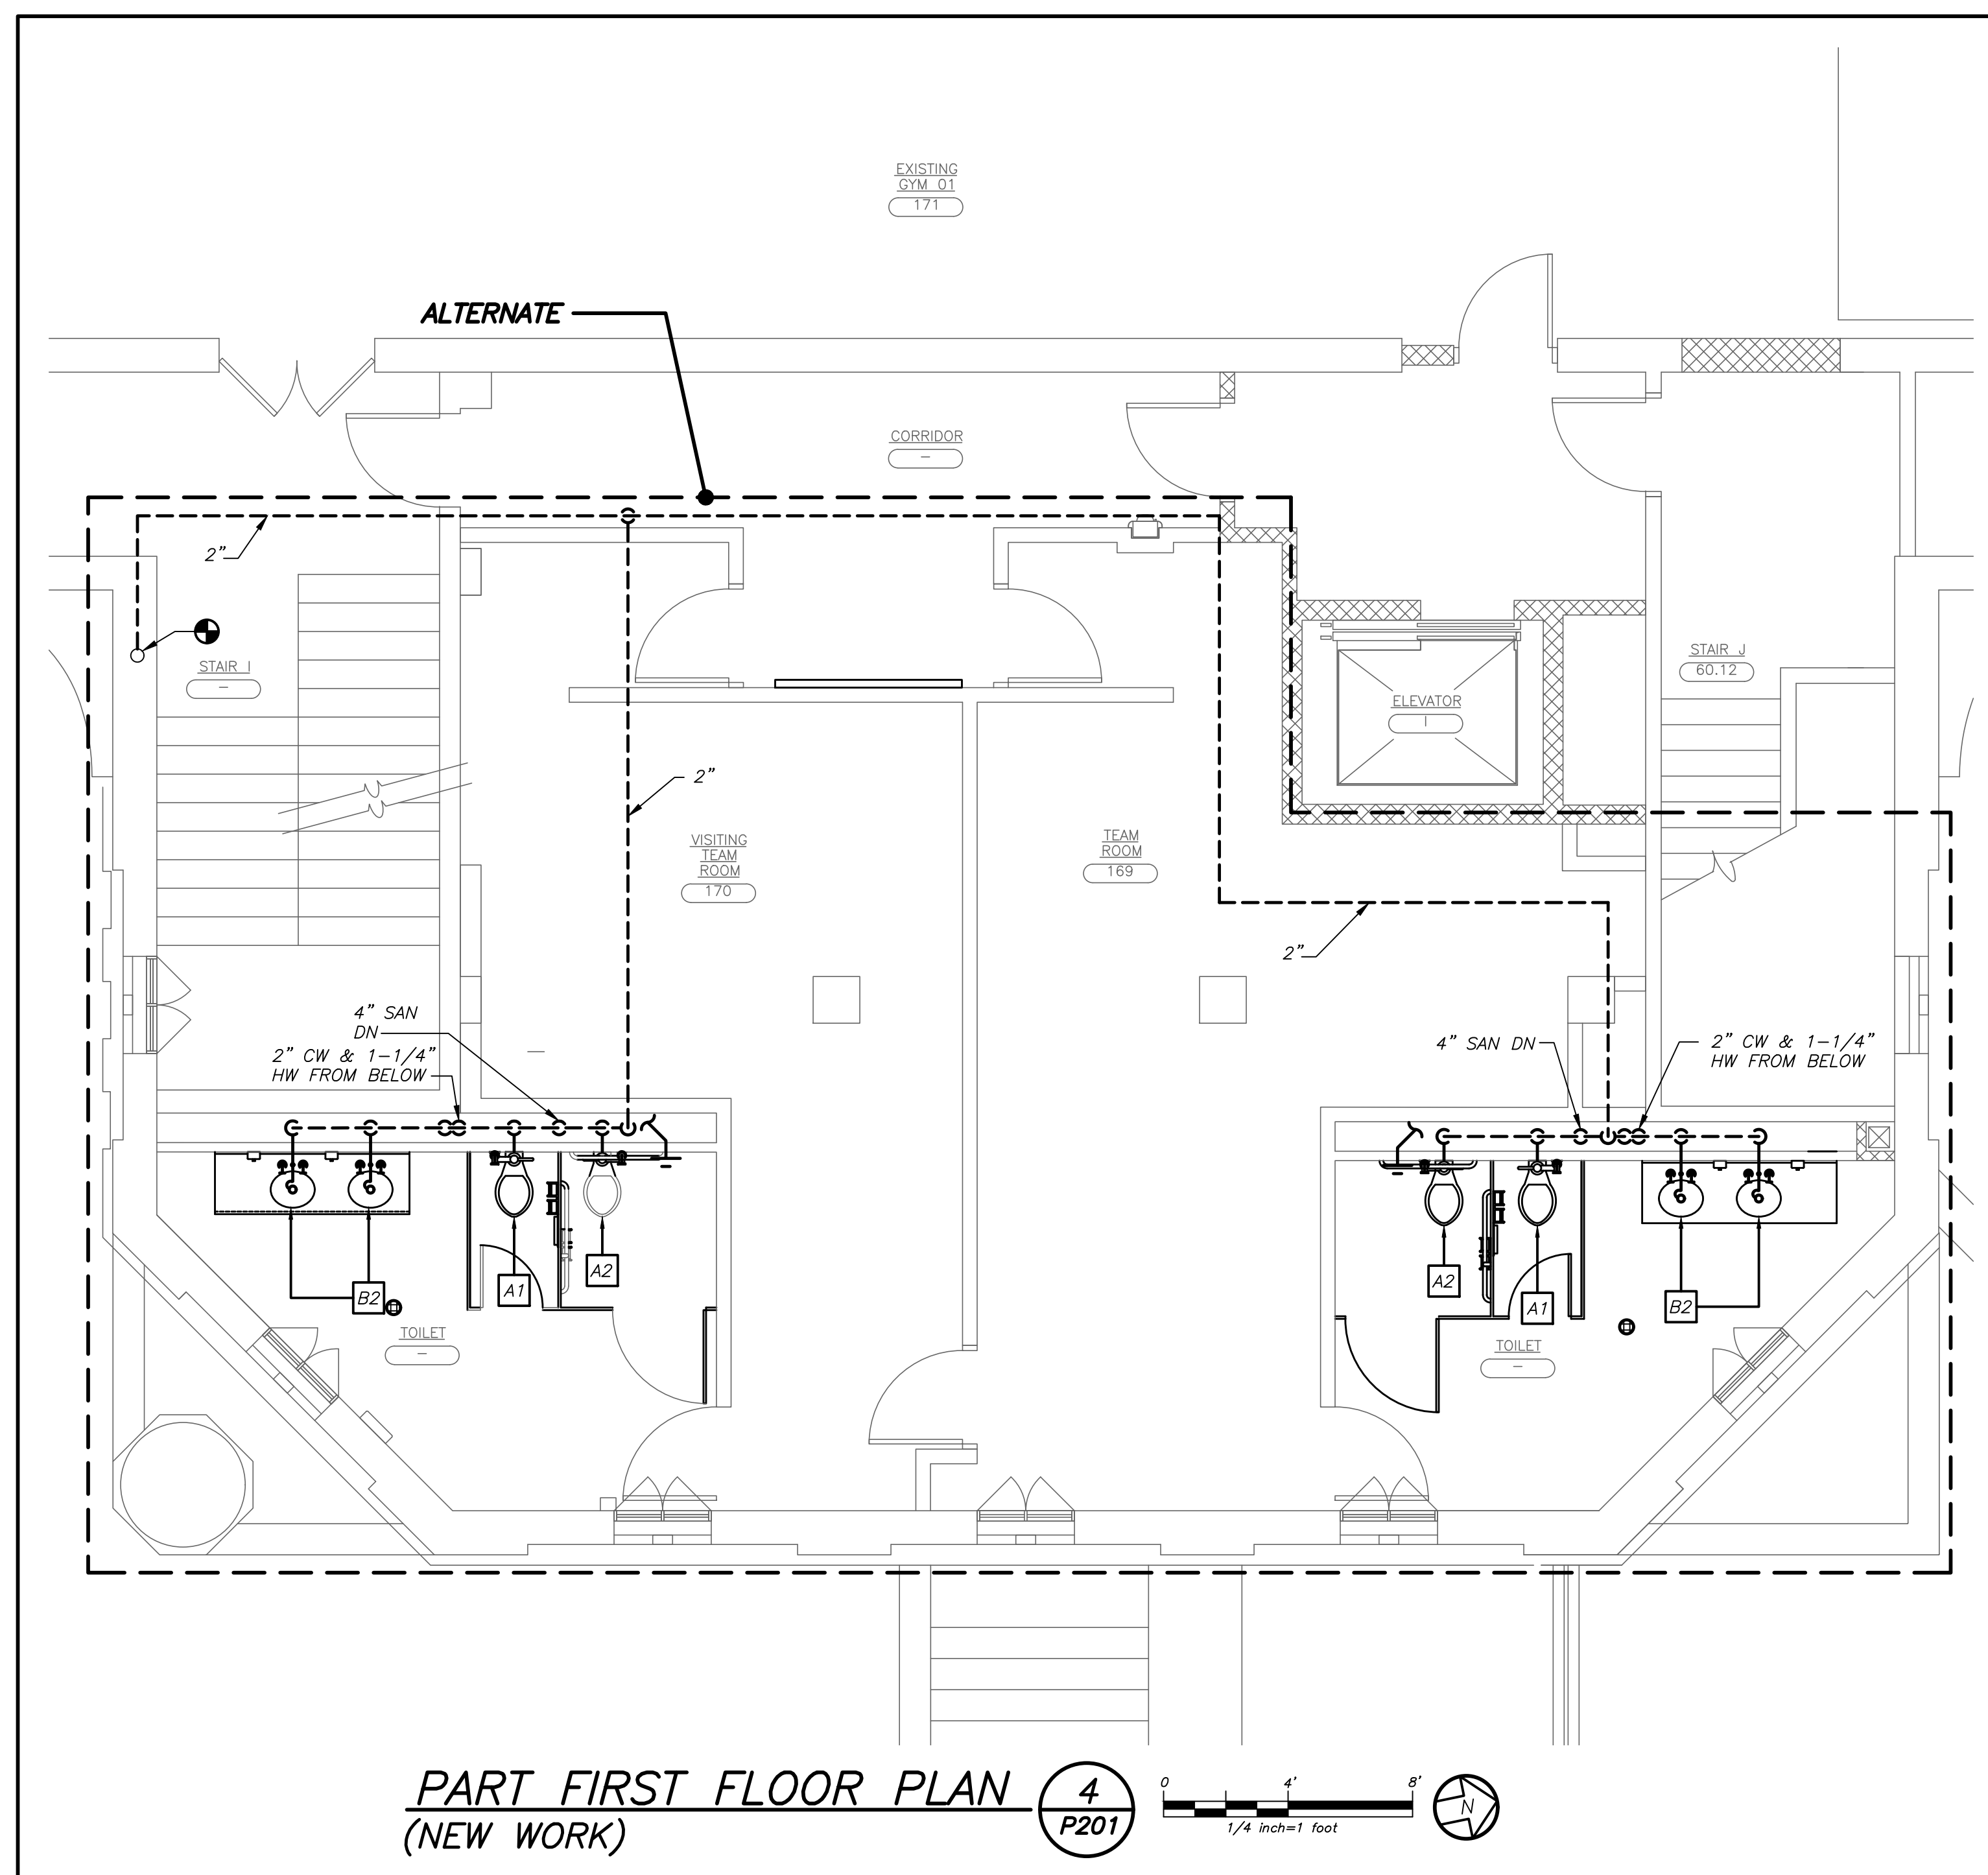 EXISTING
GYM 01
171
ALTERNATE
CORRIDOR
-
2"
STAIR I
-
STAIR J
60.12
ELEVATOR
I
2"
VISITING
TEAM
ROOM
170
TEAM
ROOM
169
2"
4" SAN
DN
2" CW & 1-1/4"
HW FROM BELOW
4" SAN DN
2" CW & 1-1/4"
HW FROM BELOW
B2
A1
A2
A2
A1
B2
TOILET
-
TOILET
-
PART FIRST FLOOR PLAN
(NEW WORK)
4
P201
0 4' 8'
1/4 inch=1 foot
N